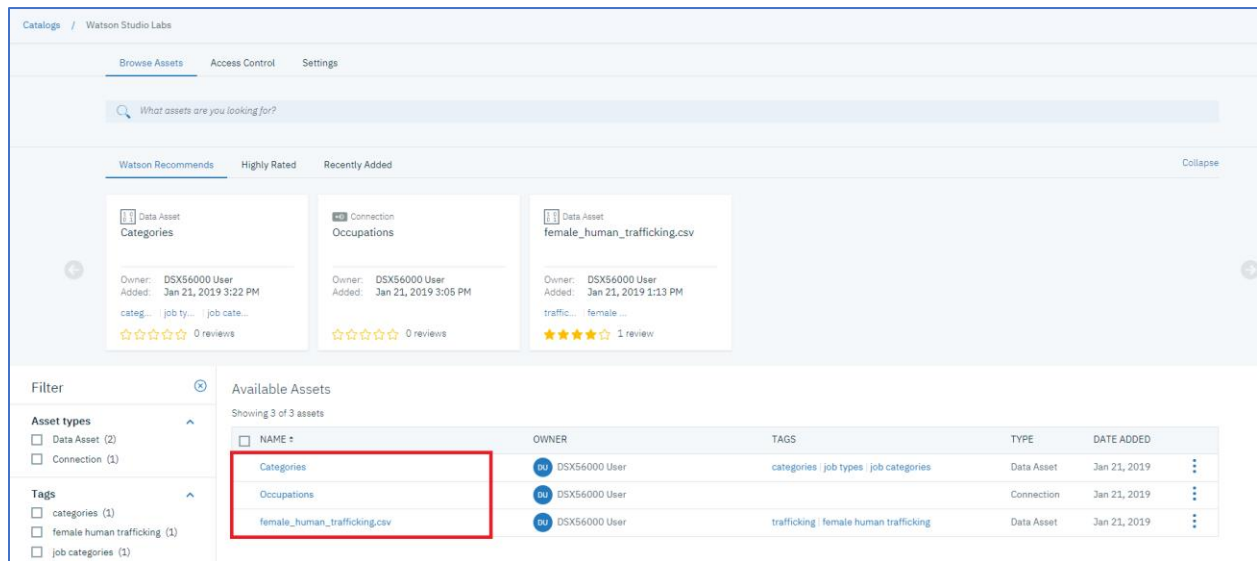 Catalogs / Watson Studio Labs
Browse Assets Access Control Settings
What assets are you looking for?
Watson Recommends Highly Rated Recently Added Collapse
Data Asset
Categories
Owner: DSX56000 User
Added: Jan 21, 2019 3:22 PM
categ... | job ty... | job cate...
0 reviews
Connection
Occupations
Owner: DSX56000 User
Added: Jan 21, 2019 3:05 PM
0 reviews
Data Asset
female_human_trafficking.csv
Owner: DSX56000 User
Added: Jan 21, 2019 1:13 PM
traffic... | female ...
1 review
Filter
Asset types
Data Asset (2)
Connection (1)
Tags
categories (1)
female human trafficking (1)
job categories (1)
Available Assets
Showing 3 of 3 assets
NAME OWNER TAGS TYPE DATE ADDED
Categories DU DSX56000 User categories | job types | job categories Data Asset Jan 21, 2019
Occupations DU DSX56000 User Connection Jan 21, 2019
female_human_trafficking.csv DU DSX56000 User trafficking | female human trafficking Data Asset Jan 21, 2019